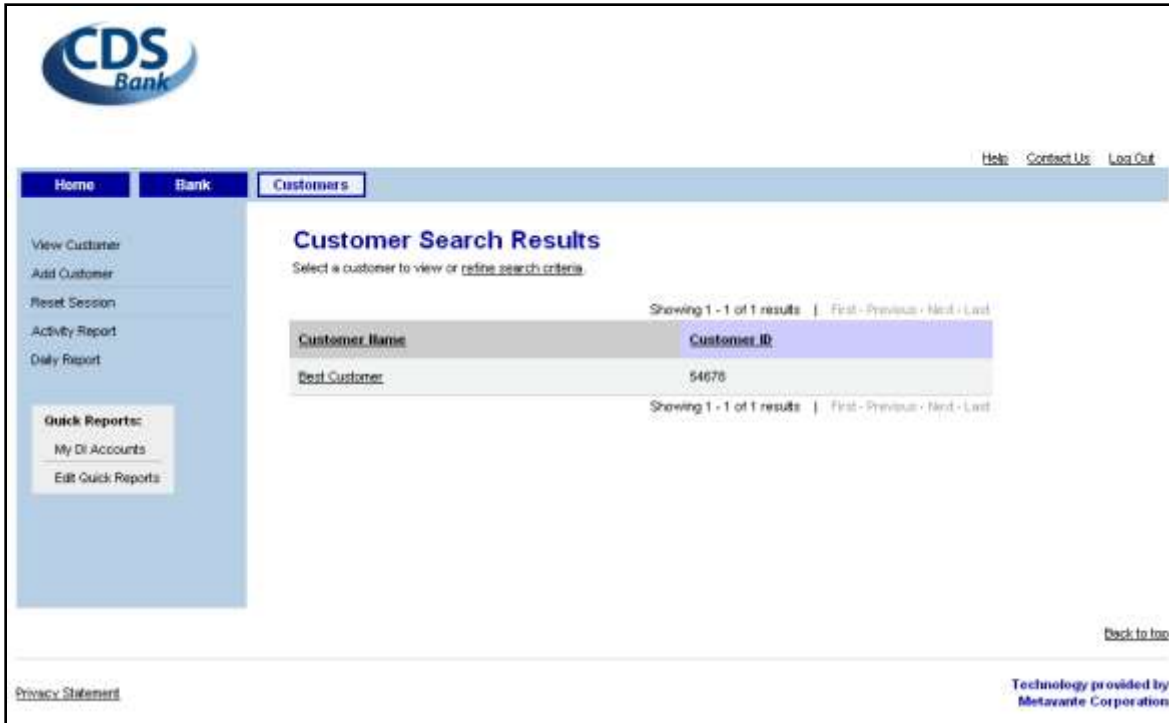 CDS
Bank
Help Contact Us Log Out
Home Bank Customers
View Customer
Add Customer
Reset Session
Activity Report
Daily Report
Quick Reports:
My DI Accounts
Edit Quick Reports
Customer Search Results
Select a customer to view or refine search criteria.
Showing 1 - 1 of 1 results | First - Previous - Next - Last
Customer Name Customer ID
Best Customer 54678
Showing 1 - 1 of 1 results | First - Previous - Next - Last
Back to top
Privacy Statement
Technology provided by
Metavante Corporation